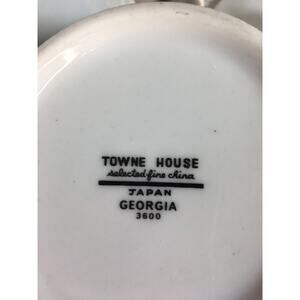 TOWNE HOUSE
selected fine china
JAPAN
GEORGIA
3600